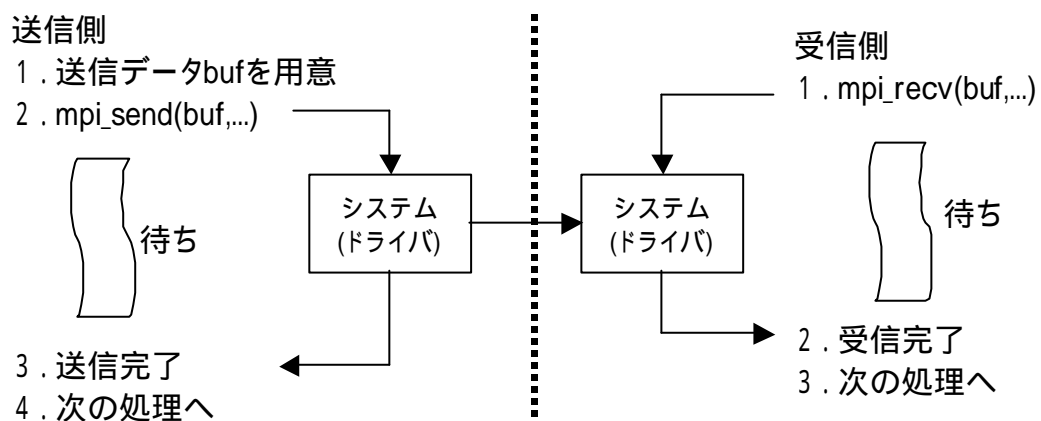 送信側
1.送信データbufを用意
2.mpi_send(buf,...)
待ち
3.送信完了
4.次の処理へ
システム
(ドライバ)
システム
(ドライバ)
受信側
1.mpi_recv(buf,...)
待ち
2.受信完了
3.次の処理へ